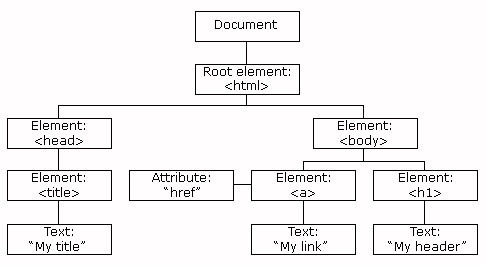 Document
Root element:
<html>
Element:
<head>
Element:
<body>
Element:
<title>
Attribute:
“href”
Element:
<a>
Element:
<h1>
Text:
“My title”
Text:
“My link”
Text:
“My header”